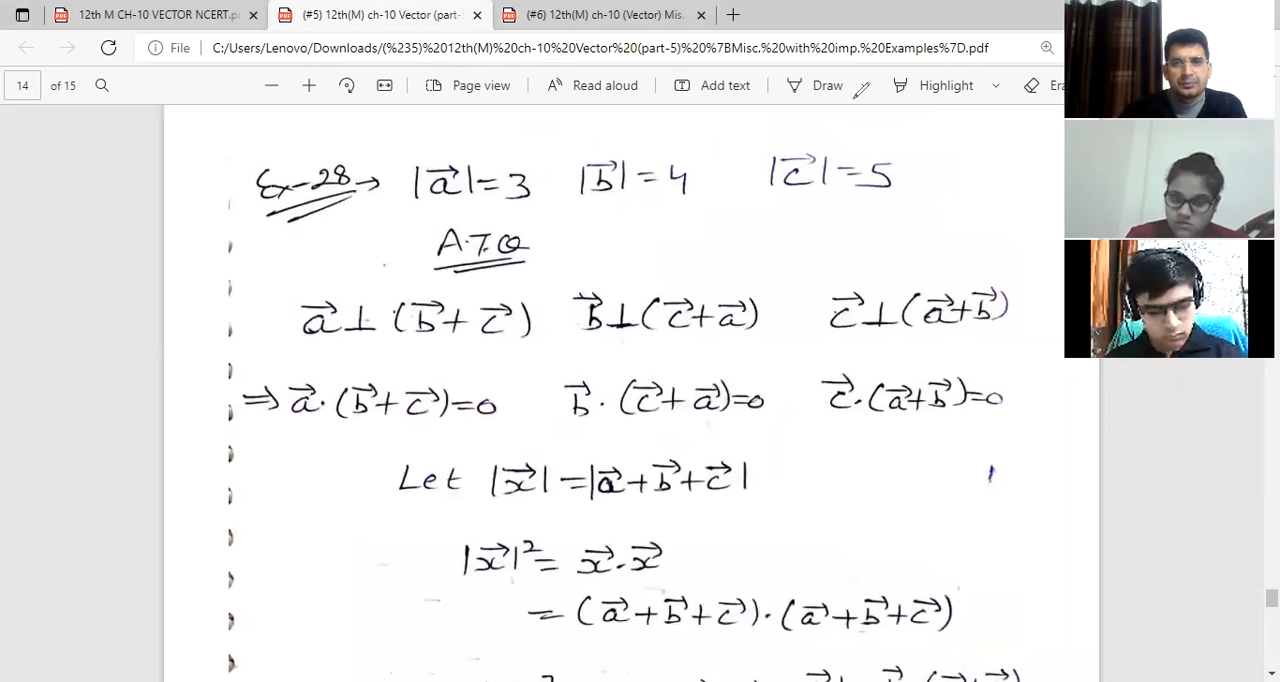 12th M CH-10 VECTOR NCERT.p
(#5) 12th(M) ch-10 Vector (part-
(#6) 12th(M) ch-10 (Vector) Mis.
File C:/Users/Lenovo/Downloads/(%235)%2012th(M)%20ch-10%20Vector%20(part-5)%20%7BMisc.%20with%20imp.%20Examples%7D.pdf
14 of 15 Page view Read aloud Add text Draw Highlight Era
Ex-28→ |a⃗|=3 |b⃗|=4 |c⃗|=5
A.T.Q
a⃗⊥(b⃗+c⃗) b⃗⊥(c⃗+a⃗) c⃗⊥(a⃗+b⃗)
⇒a⃗·(b⃗+c⃗)=0 b⃗·(c⃗+a⃗)=0 c⃗·(a⃗+b⃗)=0
Let |x⃗|=|a⃗+b⃗+c⃗|
|x⃗|²= x⃗·x⃗
=(a⃗+b⃗+c⃗)·(a⃗+b⃗+c⃗)